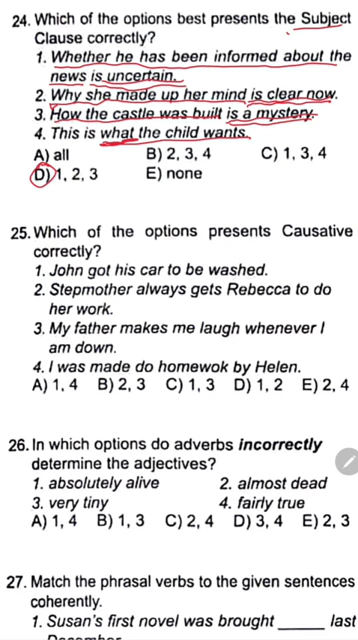 24. Which of the options best presents the Subject
Clause correctly?
1. Whether he has been informed about the
news is uncertain.
2. Why she made up her mind is clear now.
3. How the castle was built is a mystery.
4. This is what the child wants.
A) all B) 2, 3, 4 C) 1, 3, 4
D) 1, 2, 3 E) none
25. Which of the options presents Causative
correctly?
1. John got his car to be washed.
2. Stepmother always gets Rebecca to do
her work.
3. My father makes me laugh whenever I
am down.
4. I was made do homewok by Helen.
A) 1, 4 B) 2, 3 C) 1, 3 D) 1, 2 E) 2, 4
26. In which options do adverbs incorrectly
determine the adjectives?
1. absolutely alive 2. almost dead
3. very tiny 4. fairly true
A) 1, 4 B) 1, 3 C) 2, 4 D) 3, 4 E) 2, 3
27. Match the phrasal verbs to the given sentences
coherently.
1. Susan's first novel was brought ______ last